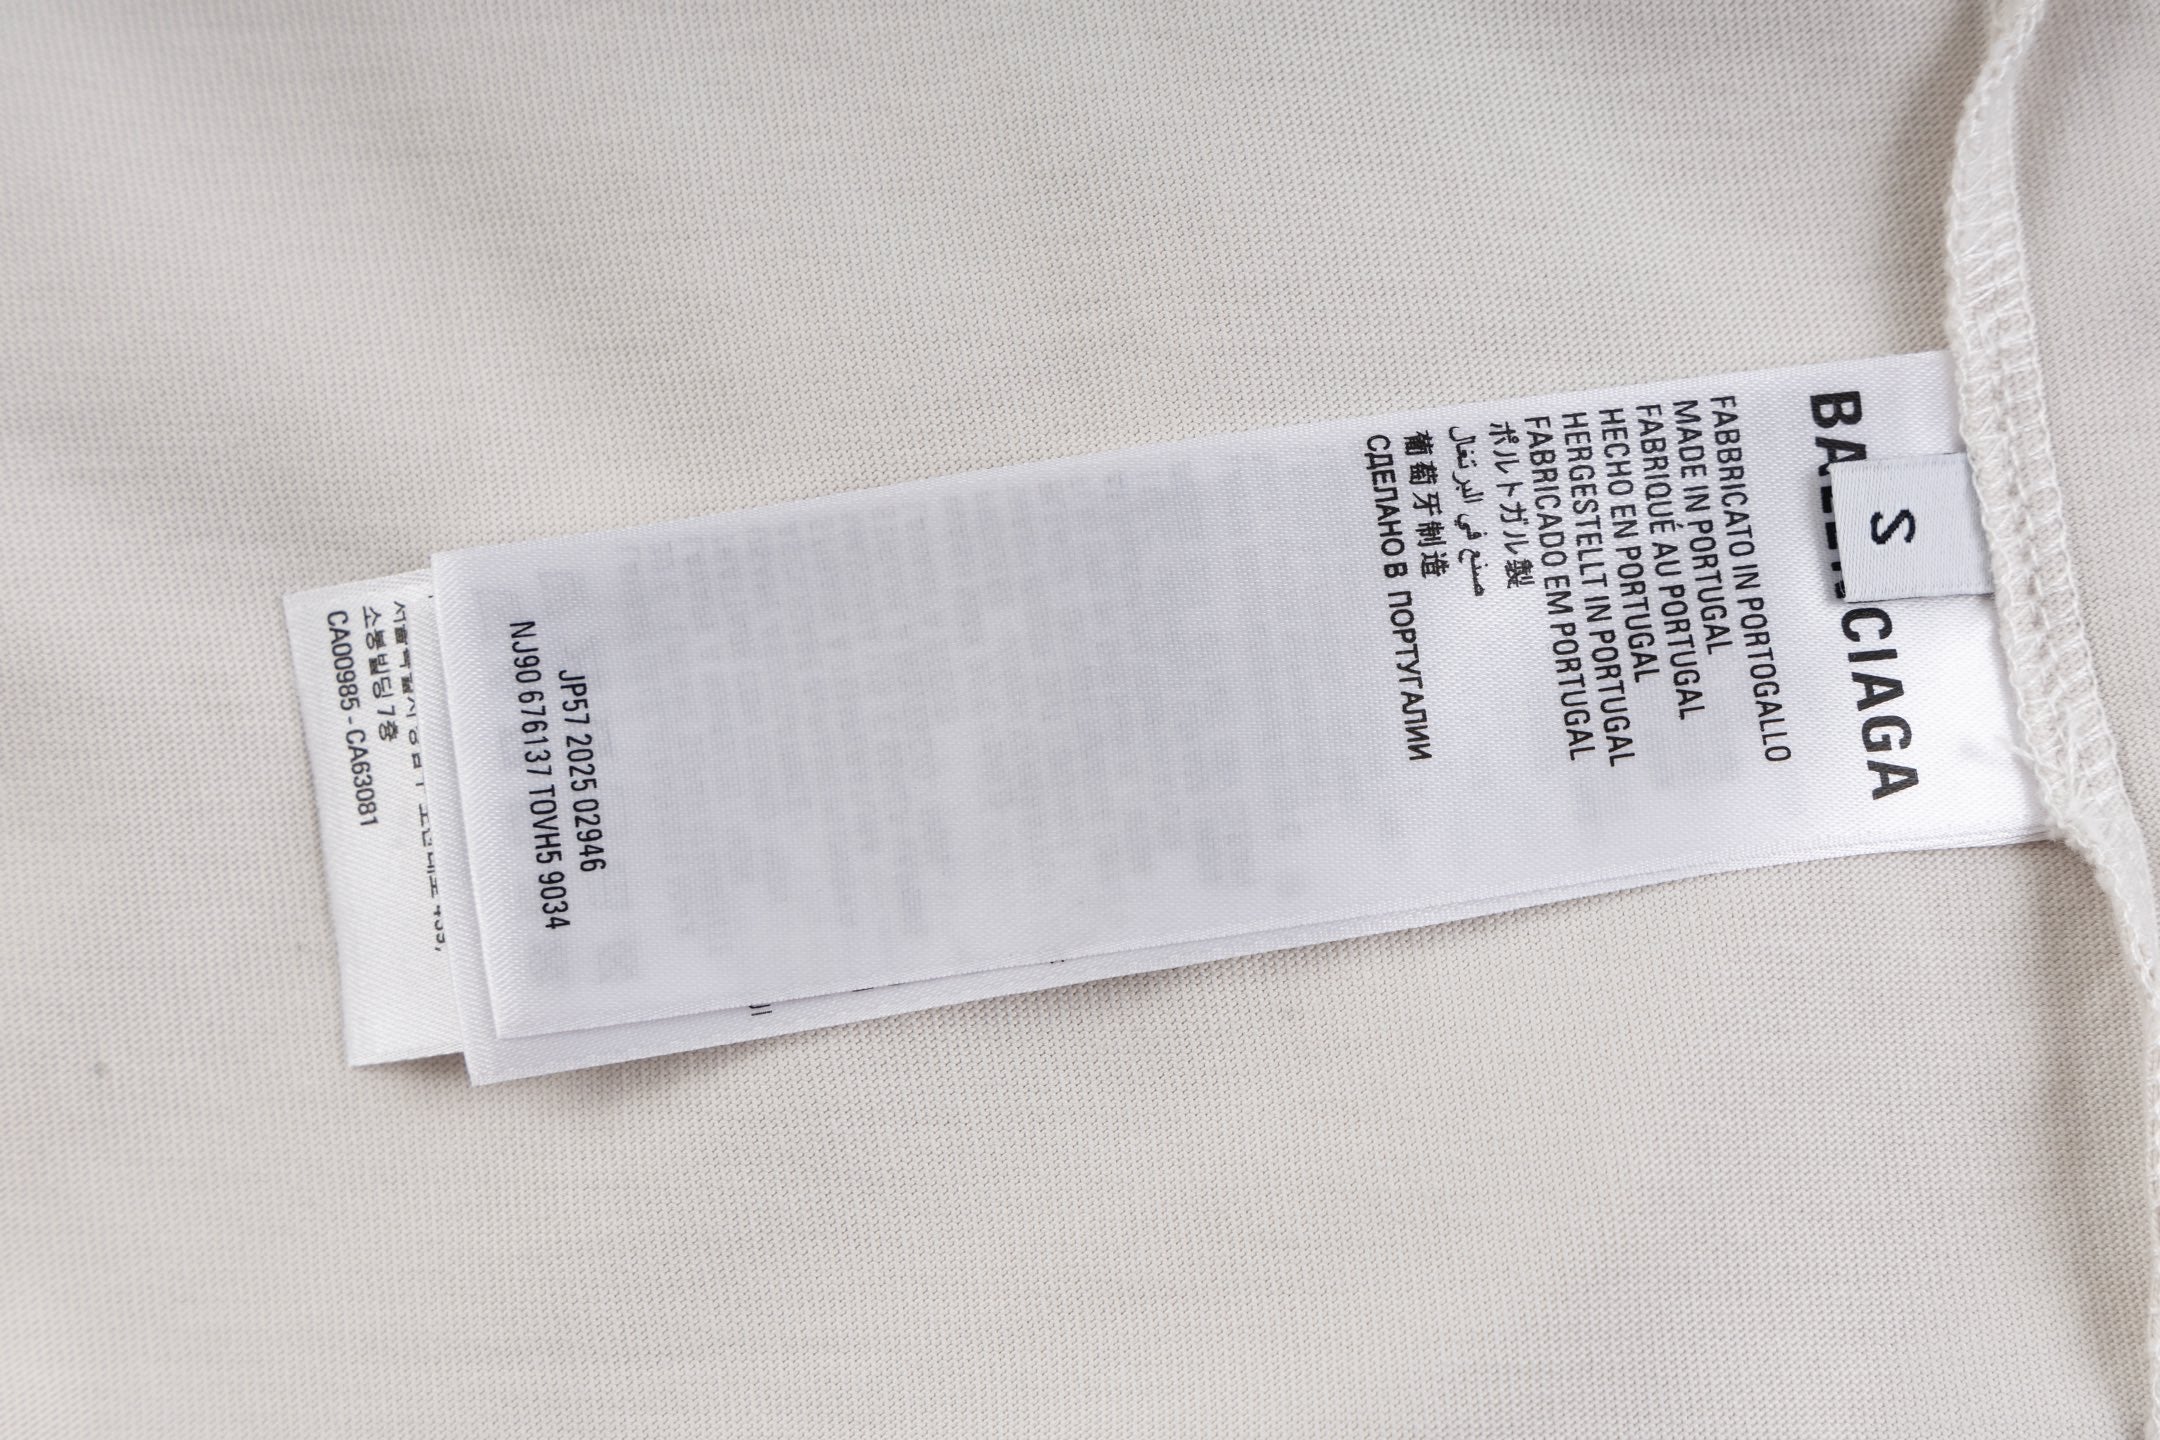 S
BALENCIAGA
FABBRICATO IN PORTOGALLO
MADE IN PORTUGAL
FABRIQUÉ AU PORTUGAL
HECHO EN PORTUGAL
HERGESTELLT IN PORTUGAL
FABRICADO EM PORTUGAL
ポルトガル製
صنع في البرتغال
葡萄牙制造
СДЕЛАНО В ПОРТУГАЛИИ
JP57 2025 02946
NJ90 676137 TOVH5 9034
소봉빌딩 7층
CA00985 - CA63081